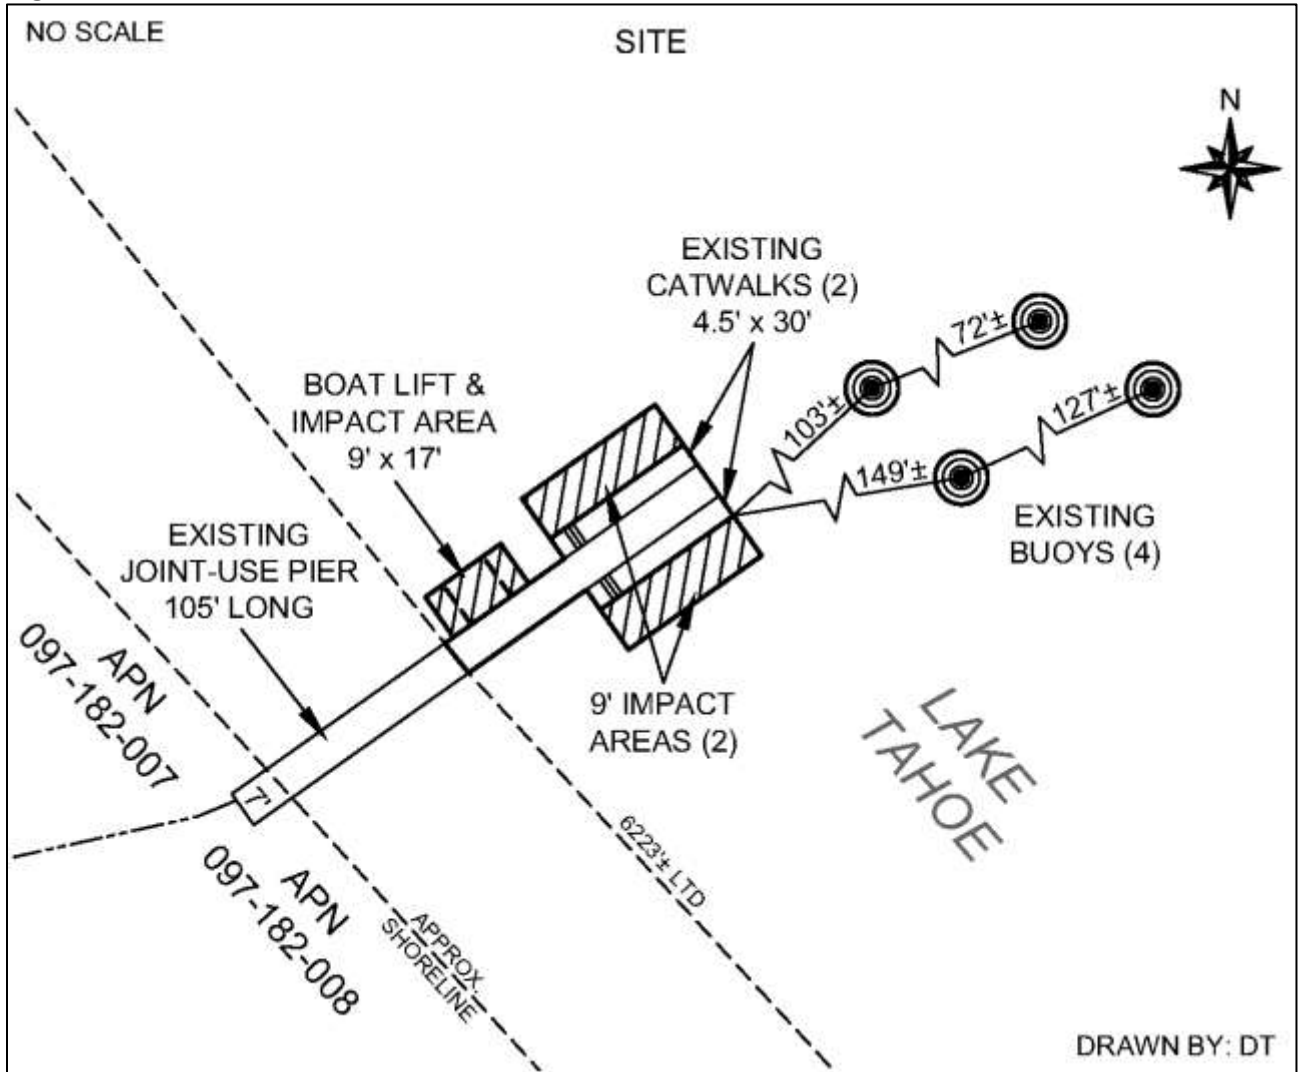 NO SCALE
SITE
N
EXISTING
CATWALKS (2)
4.5' x 30'
72'±
BOAT LIFT &
IMPACT AREA
9' x 17'
103'±
127'±
149'±
EXISTING
BUOYS (4)
EXISTING
JOINT-USE PIER
105' LONG
APN
097-182-007
9' IMPACT
AREAS (2)
LAKE
TAHOE
7'
6223'± LTD
APN
097-182-008
APPROX.
SHORELINE
DRAWN BY: DT